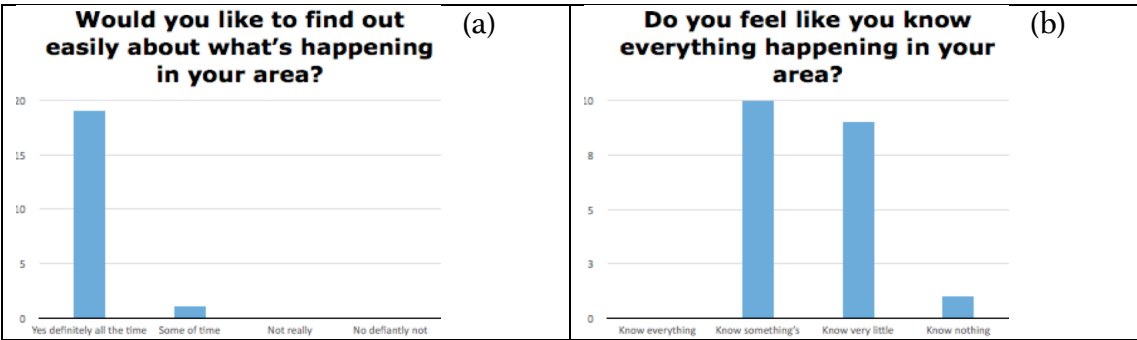 Would you like to find out
easily about what's happening
in your area?
(a)
20
15
10
5
0
Yes definitely all the time Some of time Not really No defiantly not
Do you feel like you know
everything happening in your
area?
(b)
10
8
5
3
0
Know everything Know something's Know very little Know nothing